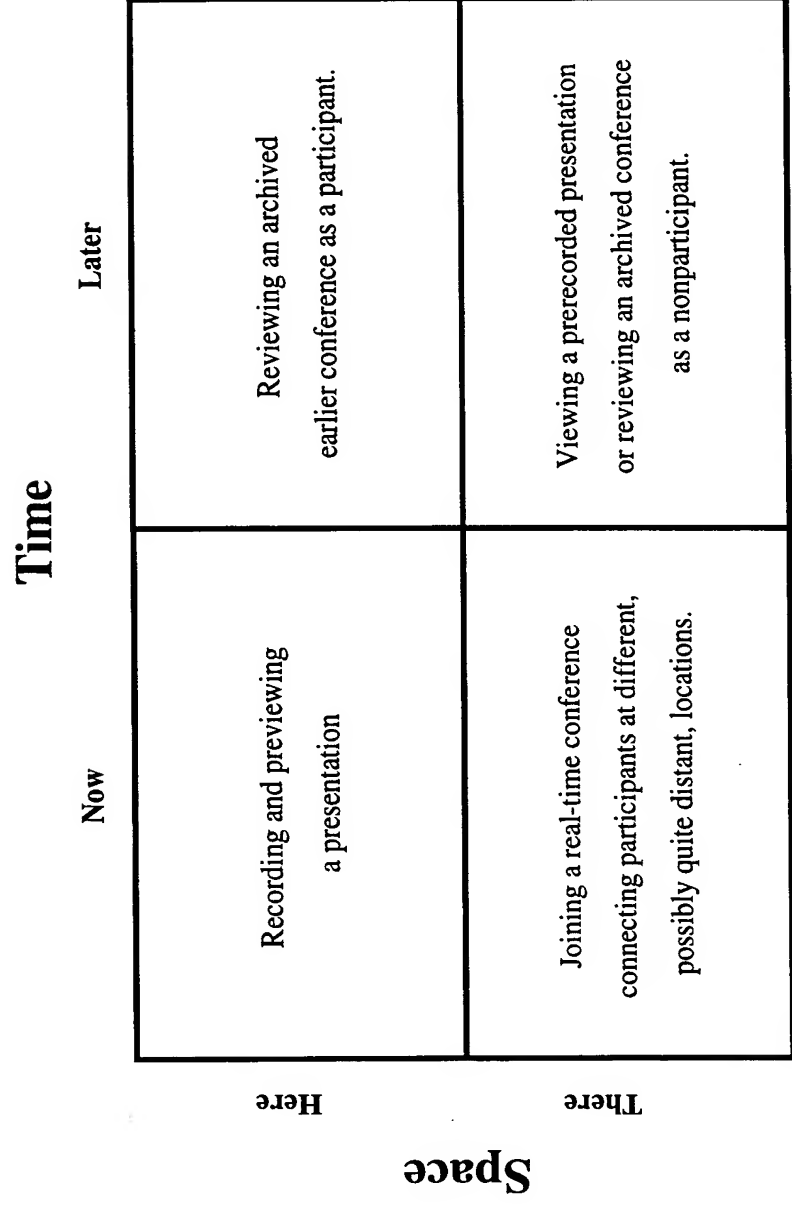 Time
Now
Later
Space
Here
Recording and previewing
a presentation
Reviewing an archived
earlier conference as a participant.
There
Joining a real-time conference
connecting participants at different,
possibly quite distant, locations.
Viewing a prerecorded presentation
or reviewing an archived conference
as a nonparticipant.